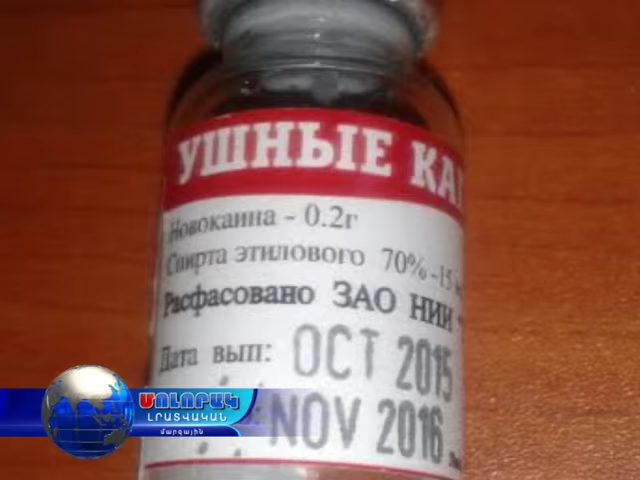 УШНЫЕ КА
Новокаина - 0.2г
Спирта этилового 70% -15
Расфасовано ЗАО НИИ
Дата вып: OCT 2015
NOV 2016
ՄՈԼՈՐԱԿ
ԼՐԱՏՎԱԿԱՆ
մարզային